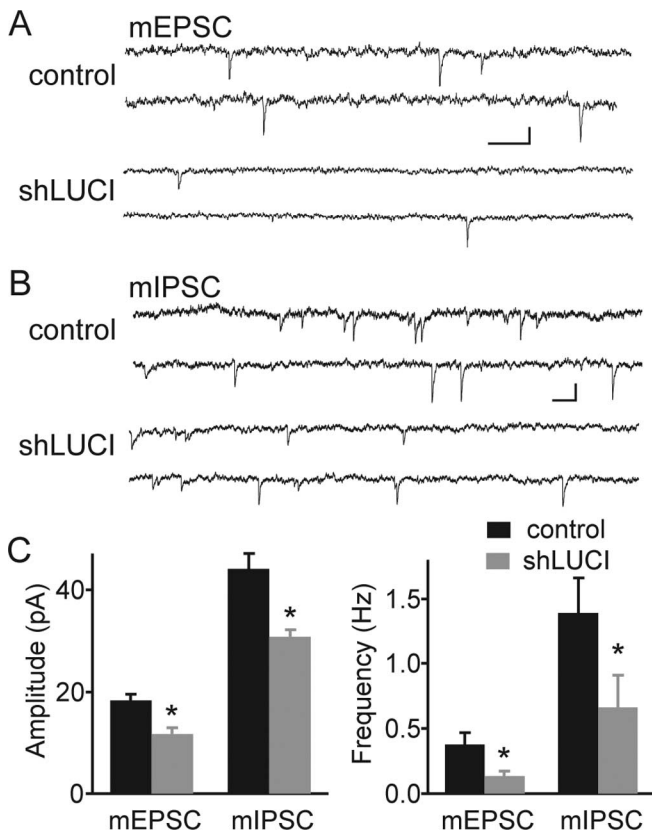 A
mEPSC
control
shLUCI
B
mIPSC
control
shLUCI
C
control
shLUCI
Amplitude (pA)
40
20
0
mEPSC mIPSC
Frequency (Hz)
1.5
1.0
0.5
0.0
mEPSC mIPSC
* * * *